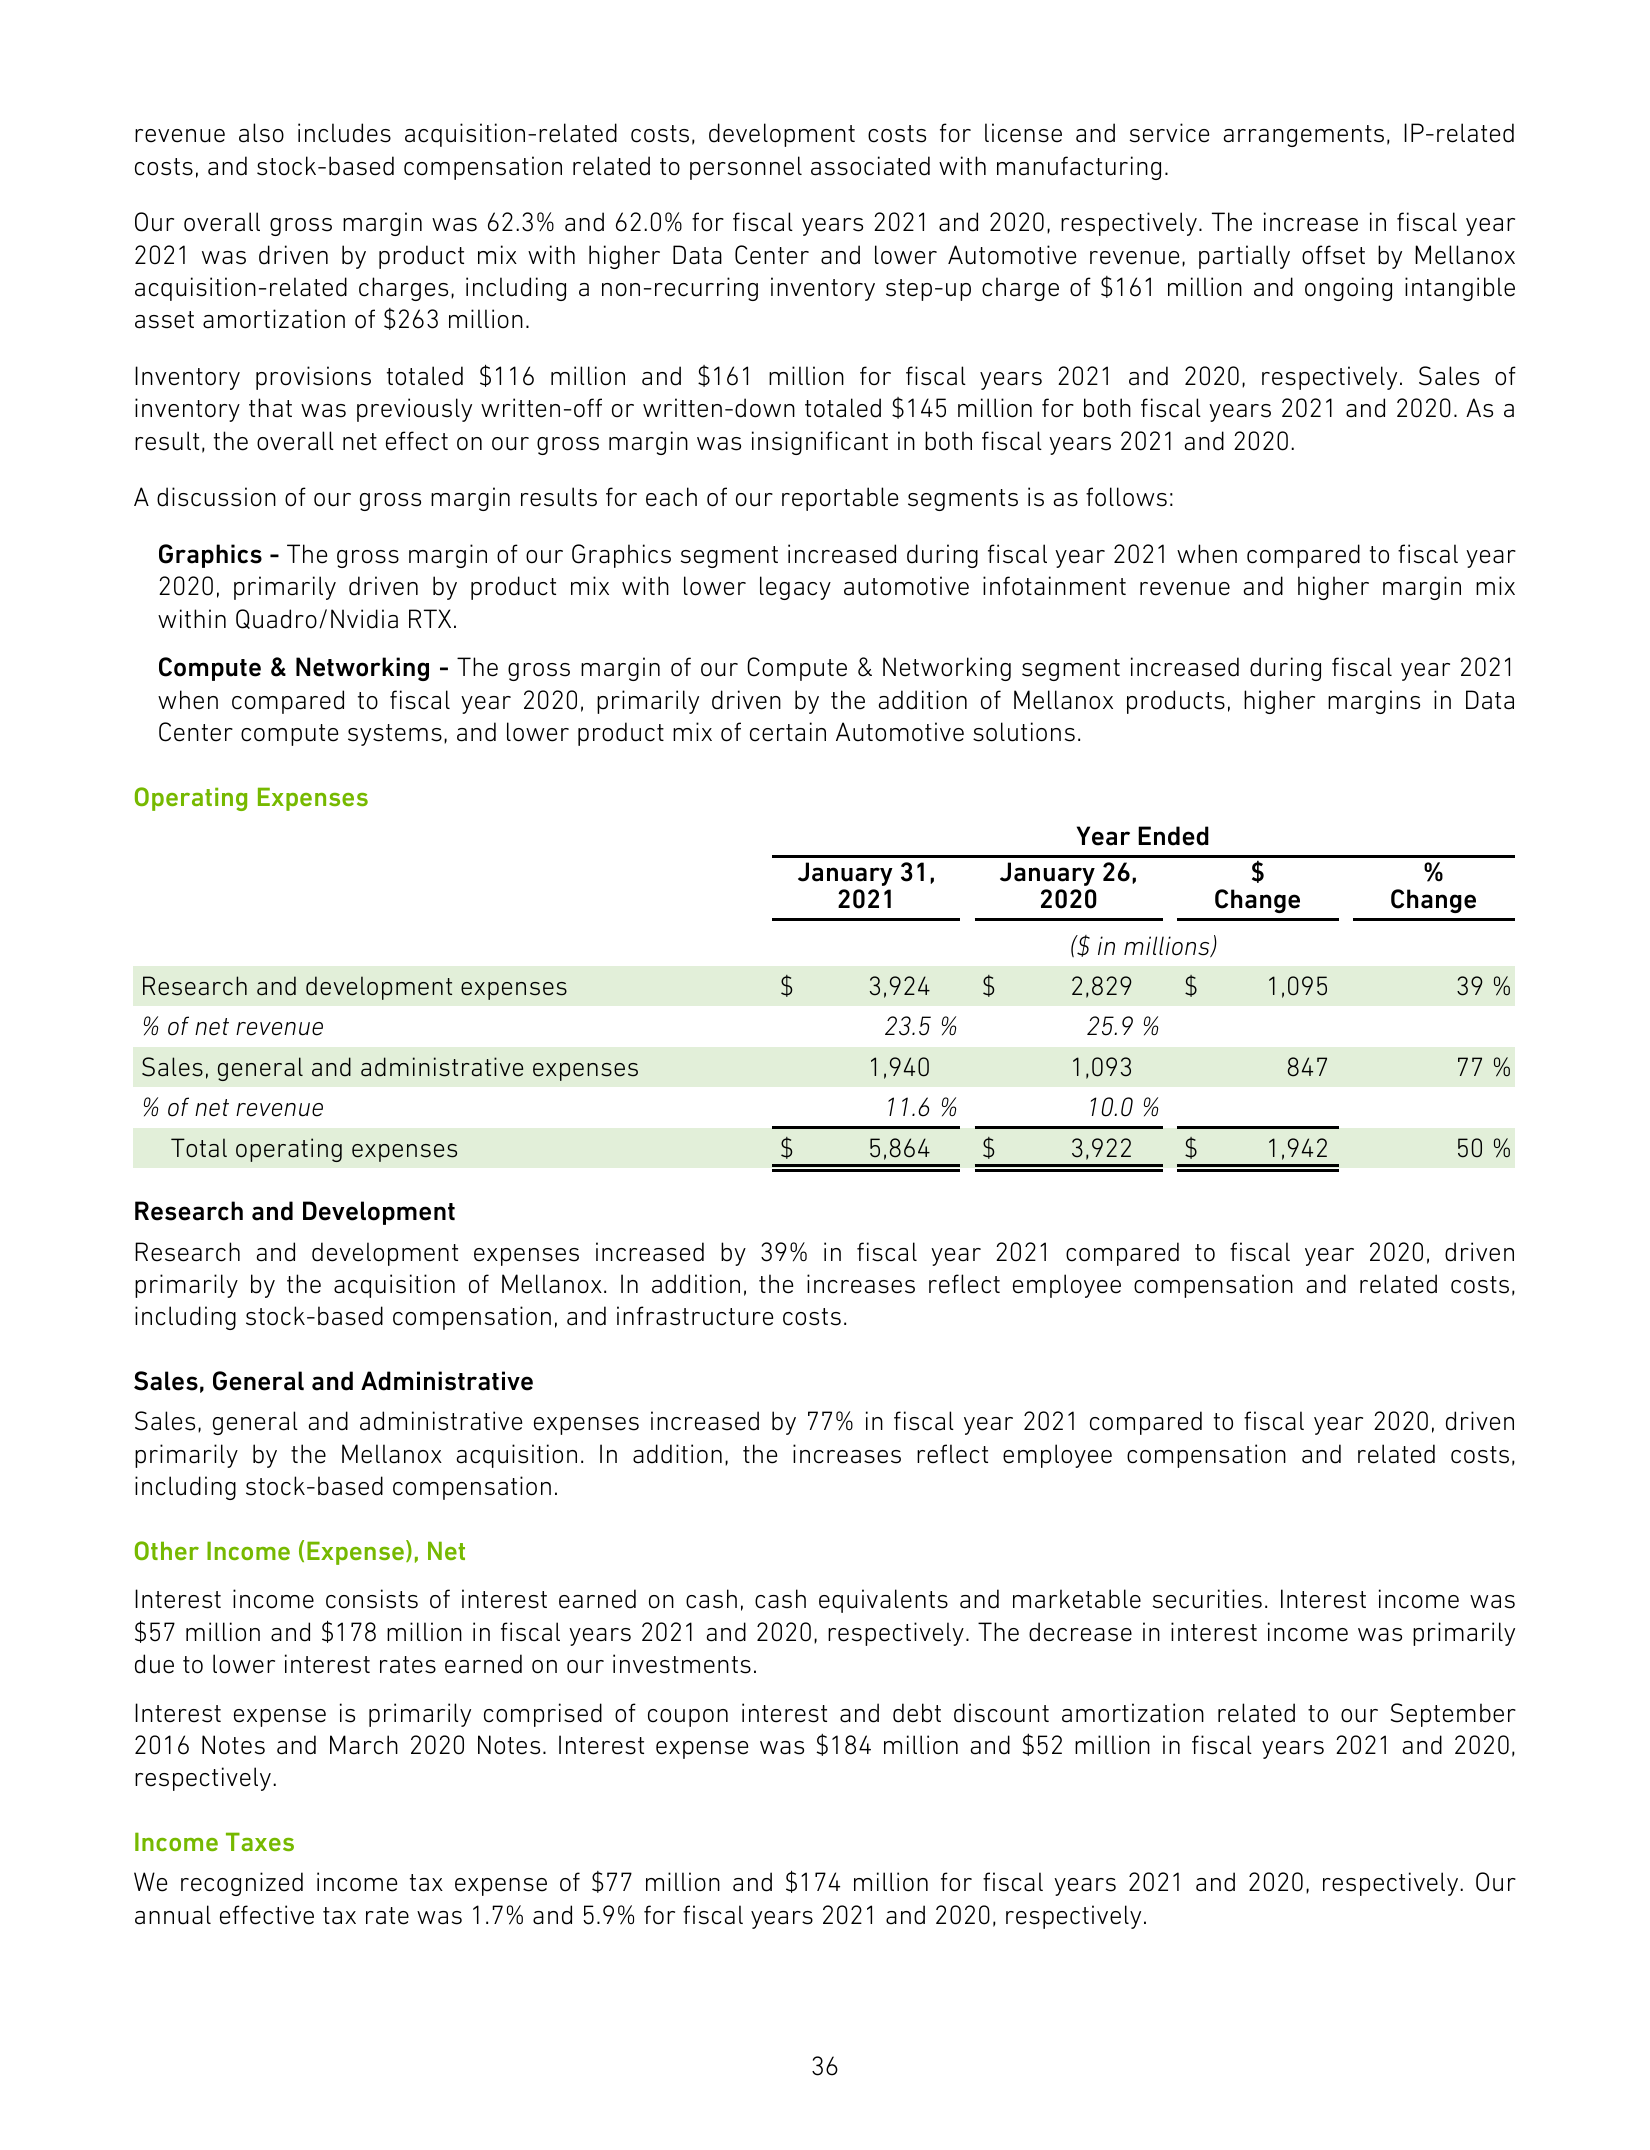 revenue also includes acquisition-related costs, development costs for license and service arrangements, IP-related
costs, and stock-based compensation related to personnel associated with manufacturing.
Our overall gross margin was 62.3% and 62.0% for fiscal years 2021 and 2020, respectively. The increase in fiscal year
2021 was driven by product mix with higher Data Center and lower Automotive revenue, partially offset by Mellanox
acquisition-related charges, including a non-recurring inventory step-up charge of $161 million and ongoing intangible
asset amortization of $263 million.
Inventory provisions totaled $116 million and $161 million for fiscal years 2021 and 2020, respectively. Sales of
inventory that was previously written-off or written-down totaled $145 million for both fiscal years 2021 and 2020. As a
result, the overall net effect on our gross margin was insignificant in both fiscal years 2021 and 2020.
A discussion of our gross margin results for each of our reportable segments is as follows:
Graphics - The gross margin of our Graphics segment increased during fiscal year 2021 when compared to fiscal year
2020, primarily driven by product mix with lower legacy automotive infotainment revenue and higher margin mix
within Quadro/Nvidia RTX.
Compute & Networking - The gross margin of our Compute & Networking segment increased during fiscal year 2021
when compared to fiscal year 2020, primarily driven by the addition of Mellanox products, higher margins in Data
Center compute systems, and lower product mix of certain Automotive solutions.
Operating Expenses
Year Ended
January 31, 2021 January 26, 2020 $ Change % Change
($ in millions)
Research and development expenses $ 3,924 $ 2,829 $ 1,095 39 %
% of net revenue 23.5 % 25.9 %
Sales, general and administrative expenses 1,940 1,093 847 77 %
% of net revenue 11.6 % 10.0 %
Total operating expenses $ 5,864 $ 3,922 $ 1,942 50 %
Research and Development
Research and development expenses increased by 39% in fiscal year 2021 compared to fiscal year 2020, driven
primarily by the acquisition of Mellanox. In addition, the increases reflect employee compensation and related costs,
including stock-based compensation, and infrastructure costs.
Sales, General and Administrative
Sales, general and administrative expenses increased by 77% in fiscal year 2021 compared to fiscal year 2020, driven
primarily by the Mellanox acquisition. In addition, the increases reflect employee compensation and related costs,
including stock-based compensation.
Other Income (Expense), Net
Interest income consists of interest earned on cash, cash equivalents and marketable securities. Interest income was
$57 million and $178 million in fiscal years 2021 and 2020, respectively. The decrease in interest income was primarily
due to lower interest rates earned on our investments.
Interest expense is primarily comprised of coupon interest and debt discount amortization related to our September
2016 Notes and March 2020 Notes. Interest expense was $184 million and $52 million in fiscal years 2021 and 2020,
respectively.
Income Taxes
We recognized income tax expense of $77 million and $174 million for fiscal years 2021 and 2020, respectively. Our
annual effective tax rate was 1.7% and 5.9% for fiscal years 2021 and 2020, respectively.
36